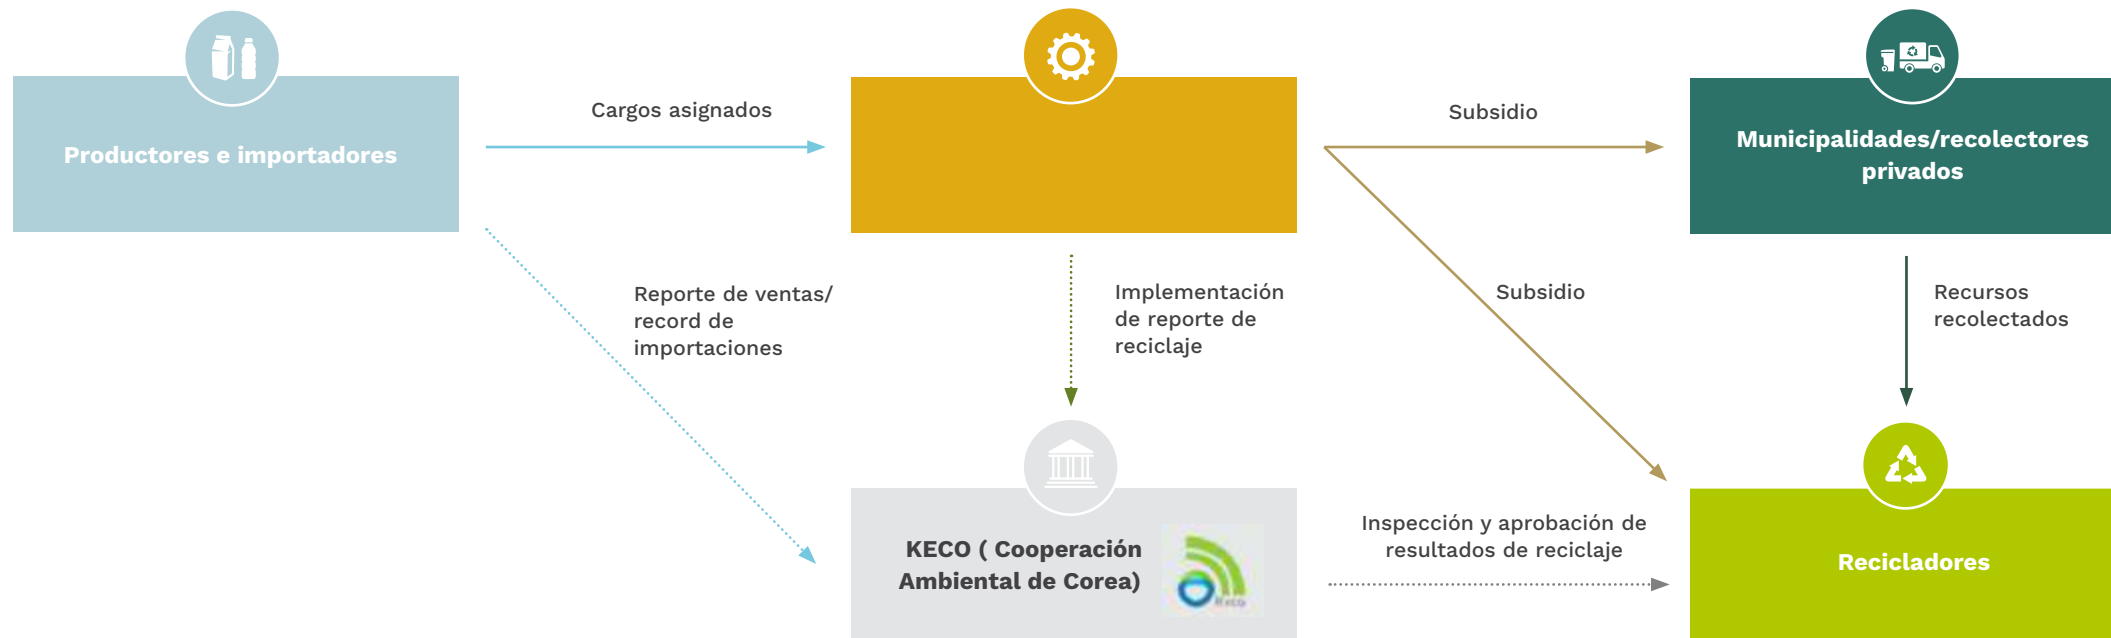 Productores e importadores
Cargos asignados
Subsidio
Municipalidades/recolectores
privados
Reporte de ventas/
record de
importaciones
Implementación
de reporte de
reciclaje
Subsidio
Recursos
recolectados
KECO ( Cooperación
Ambiental de Corea)
Keco
Inspección y aprobación de
resultados de reciclaje
Recicladores